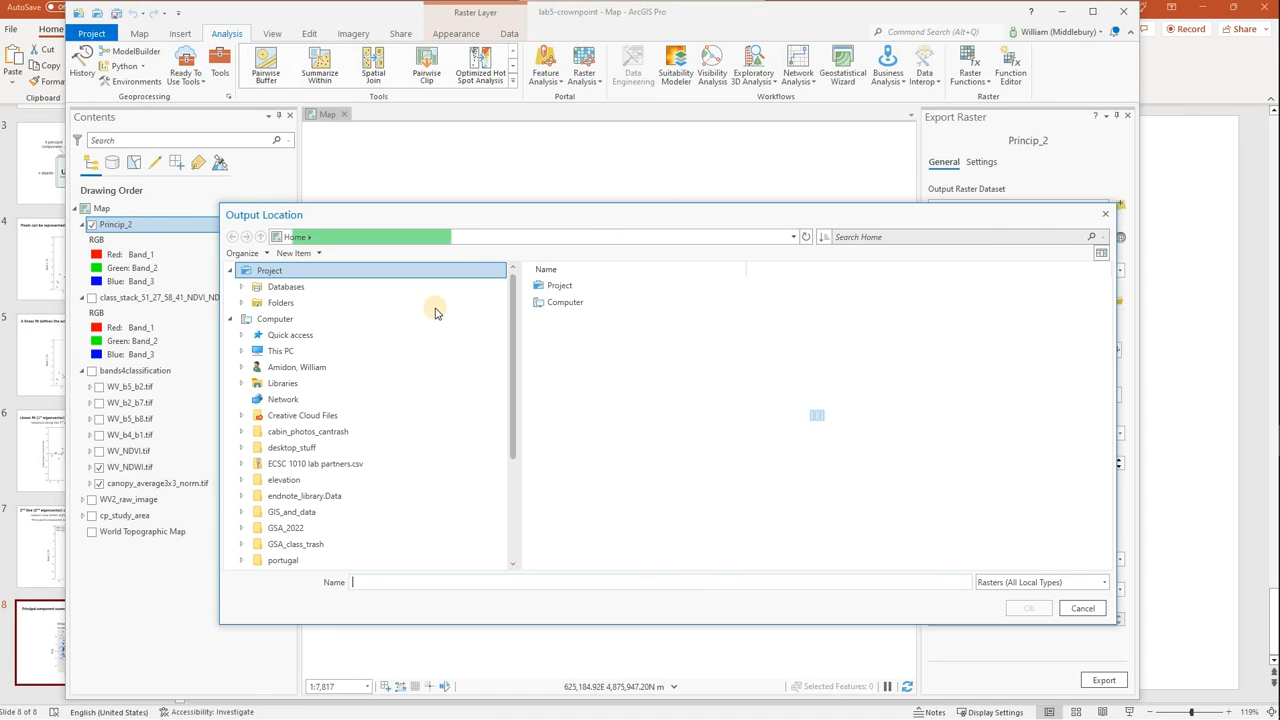 AutoSave
Raster Layer
lab5-crownpoint - Map - ArcGIS Pro
File
Home
Project
Map
Insert
Analysis
View
Edit
Imagery
Share
Appearance
Data
Command Search (Alt+Q)
William (Middlebury)
Record
Share
Paste
Cut
Copy
Clipboard
History
ModelBuilder
Python
Environments
Ready To Use Tools
Tools
Geoprocessing
Pairwise Buffer
Summarize Within
Spatial Join
Pairwise Clip
Optimized Hot Spot Analysis
Tools
Feature Analysis
Raster Analysis
Portal
Data Engineering
Suitability Modeler
Visibility Analysis
Exploratory 3D Analysis
Network Analysis
Geostatistical Wizard
Business Analysis
Data Interop
Workflows
Raster Functions
Function Editor
Raster
Contents
Map
Export Raster
Search
Princip_2
General
Settings
Drawing Order
Output Raster Dataset
Map
Princip_2
RGB
Red: Band_1
Green: Band_2
Blue: Band_3
class_stack_51_27_58_41_NDVI_ND
RGB
Red: Band_1
Green: Band_2
Blue: Band_3
bands4classification
WV_b5_b2.tif
WV_b2_b7.tif
WV_b5_b8.tif
WV_b4_b1.tif
WV_NDVI.tif
WV_NDWI.tif
canopy_average3x3_norm.tif
WV2_raw_image
cp_study_area
World Topographic Map
Output Location
Home
Search Home
Organize
New Item
Project
Databases
Folders
Computer
Quick access
This PC
Amidon, William
Libraries
Network
Creative Cloud Files
cabin_photos_cantrash
desktop_stuff
ECSC 1010 lab partners.csv
elevation
endnote_library.Data
GIS_and_data
GSA_2022
GSA_class_trash
portugal
Name
Project
Computer
Name
Rasters (All Local Types)
OK
Cancel
1:7,817
625,184.92E 4,875,947.20N m
Selected Features: 0
Export
3
4
5
6
7
8
Slide 8 of 8
English (United States)
Accessibility: Investigate
Notes
Display Settings
119%